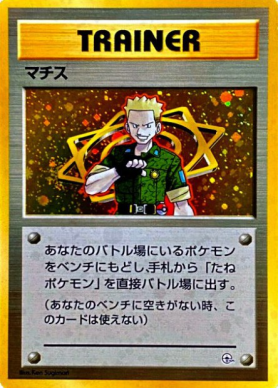 TRAINER
マチス
あなたのバトル場にいるポケモン
をベンチにもどし、手札から「たね
ポケモン」を直接バトル場に出す。
(あなたのベンチに空きがない時、こ
のカードは使えない)
Illus. Ken Sugimori